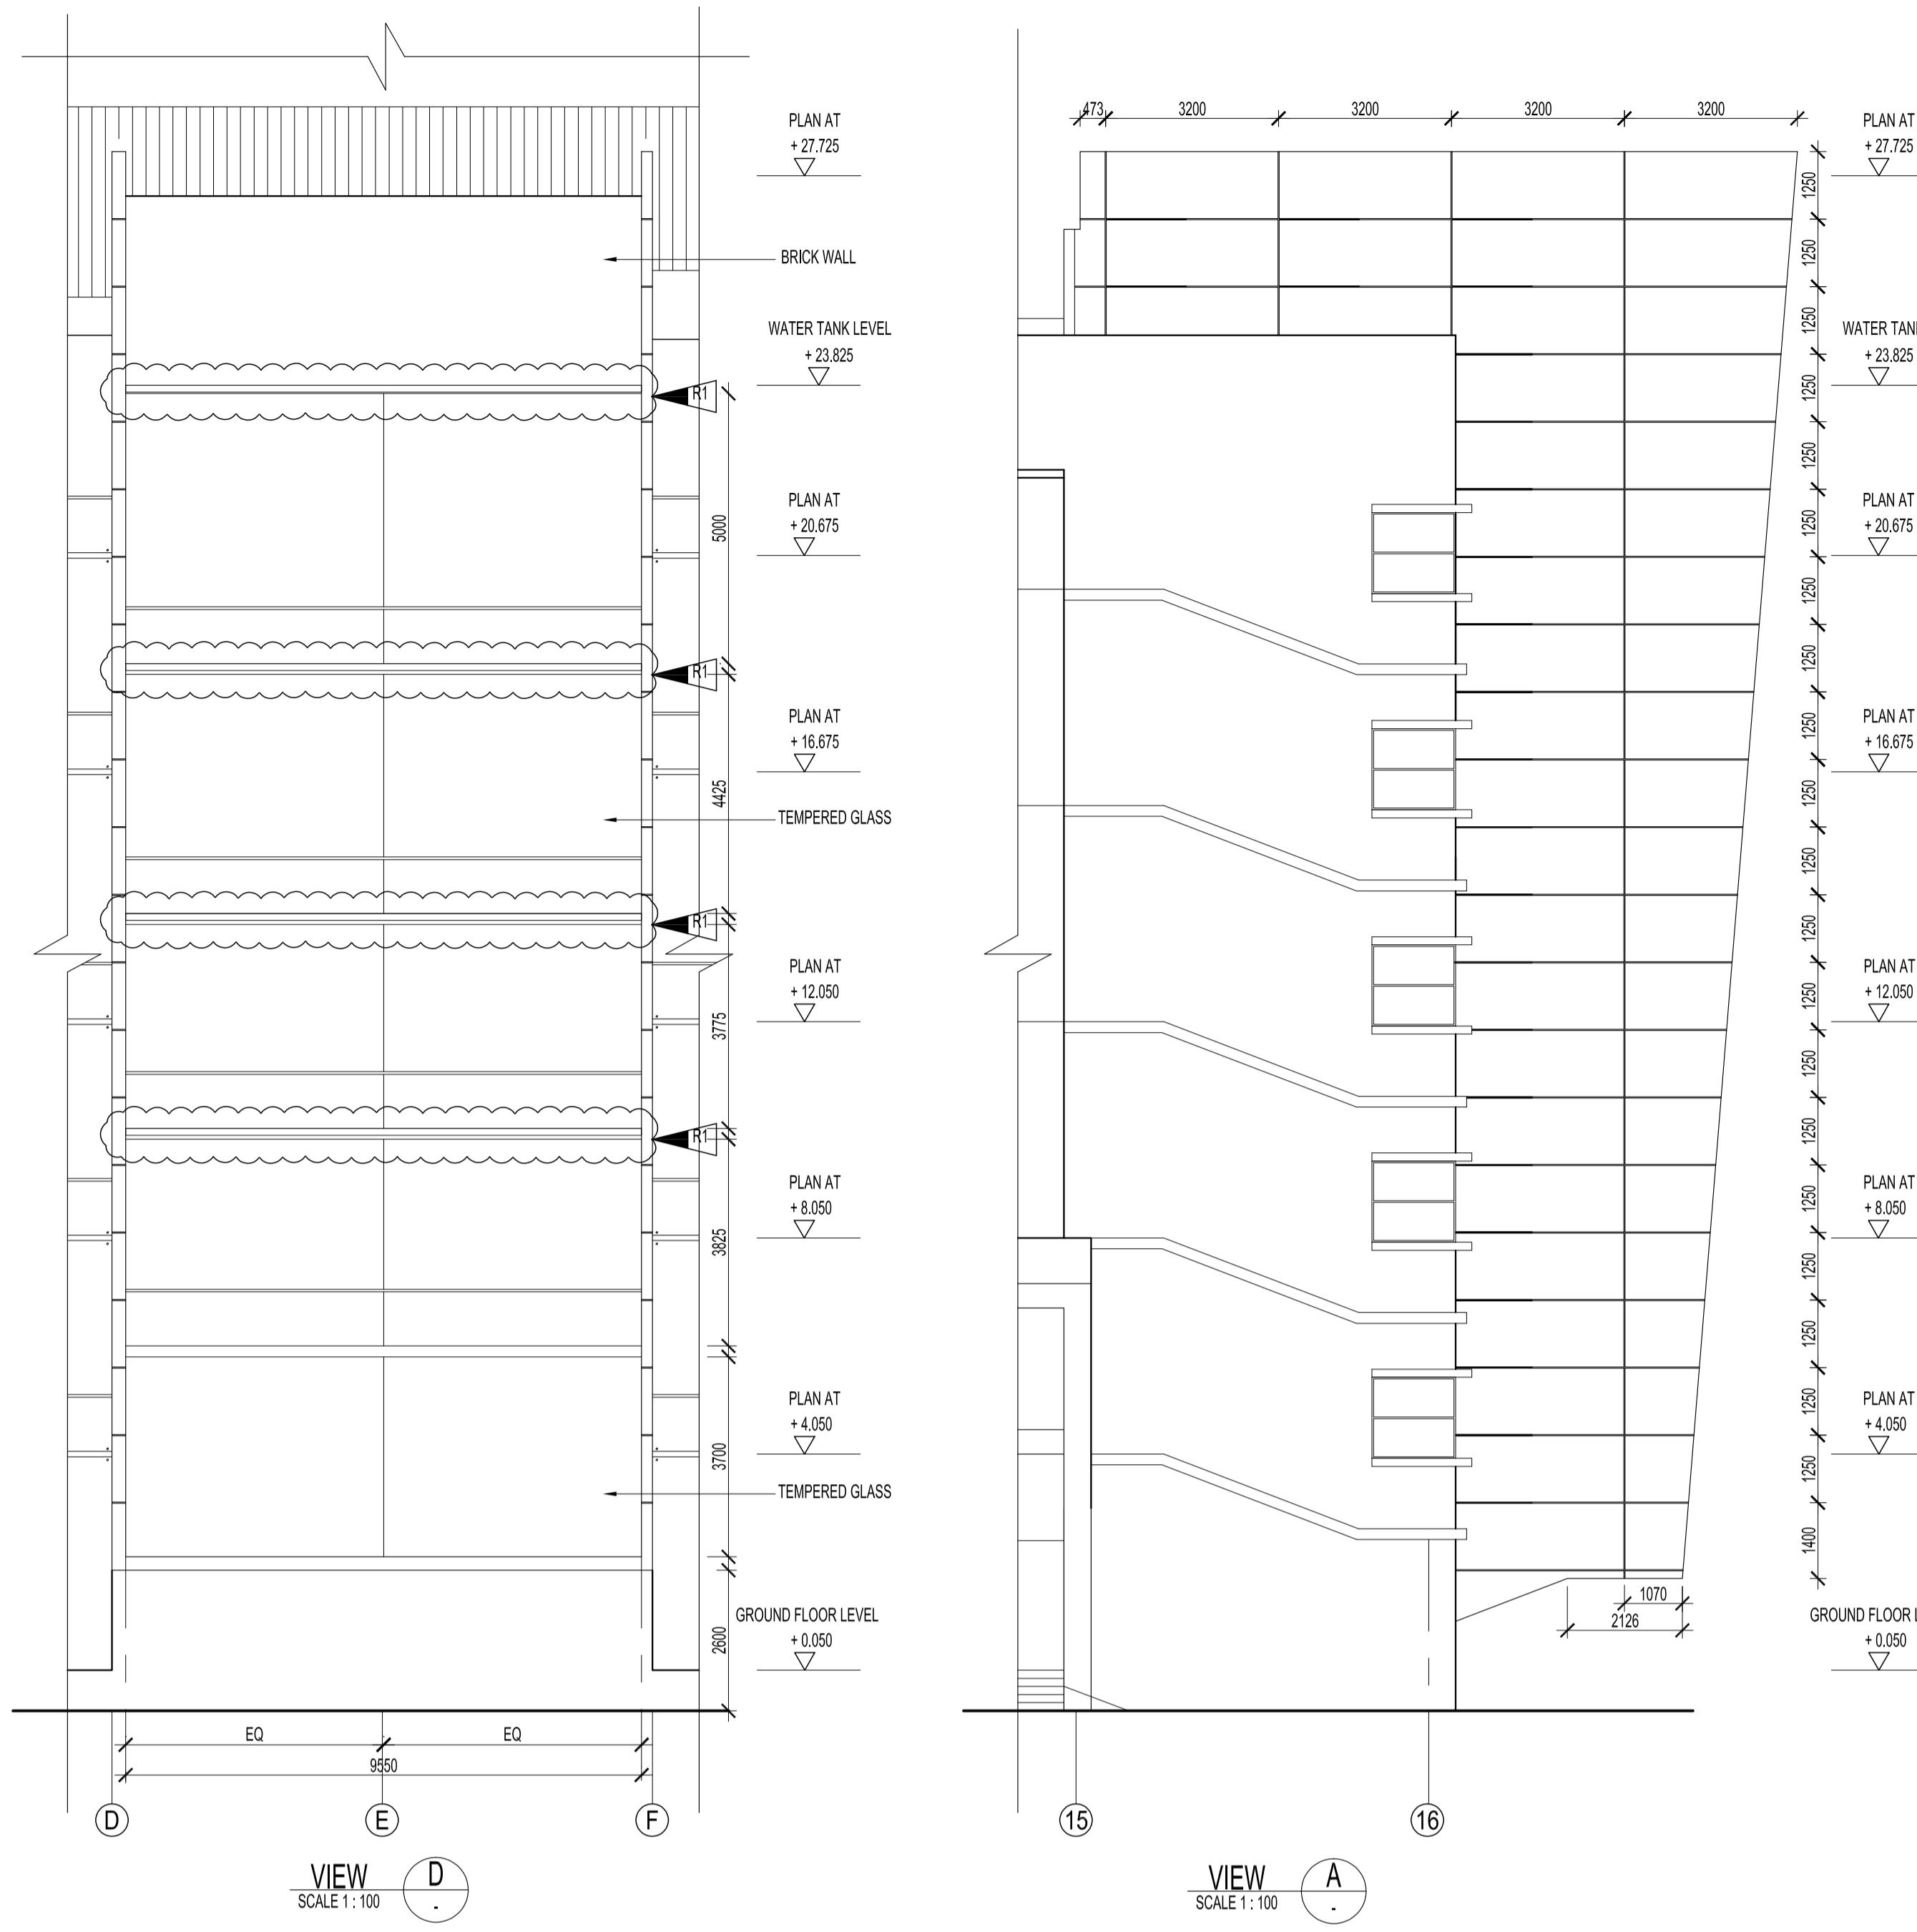 PLAN AT
+ 27.725
BRICK WALL
WATER TANK LEVEL
+ 23.825
R1
5000
PLAN AT
+ 20.675
R1
PLAN AT
+ 16.675
4425
TEMPERED GLASS
R1
PLAN AT
+ 12.050
3775
R1
PLAN AT
+ 8.050
3825
PLAN AT
+ 4.050
3700
TEMPERED GLASS
GROUND FLOOR LEVEL
+ 0.050
2600
EQ EQ
9550
D E F
VIEW D
SCALE 1 : 100 -
473 3200 3200 3200 3200
PLAN AT
+ 27.725
1250
1250
1250
WATER TAN
+ 23.825
1250
1250
PLAN AT
+ 20.675
1250
1250
1250
PLAN AT
+ 16.675
1250
1250
1250
1250
PLAN AT
+ 12.050
1250
1250
1250
PLAN AT
+ 8.050
1250
1250
1250
PLAN AT
+ 4.050
1250
1250
1400
1070
2126
GROUND FLOOR L
+ 0.050
15 16
VIEW A
SCALE 1 : 100 -